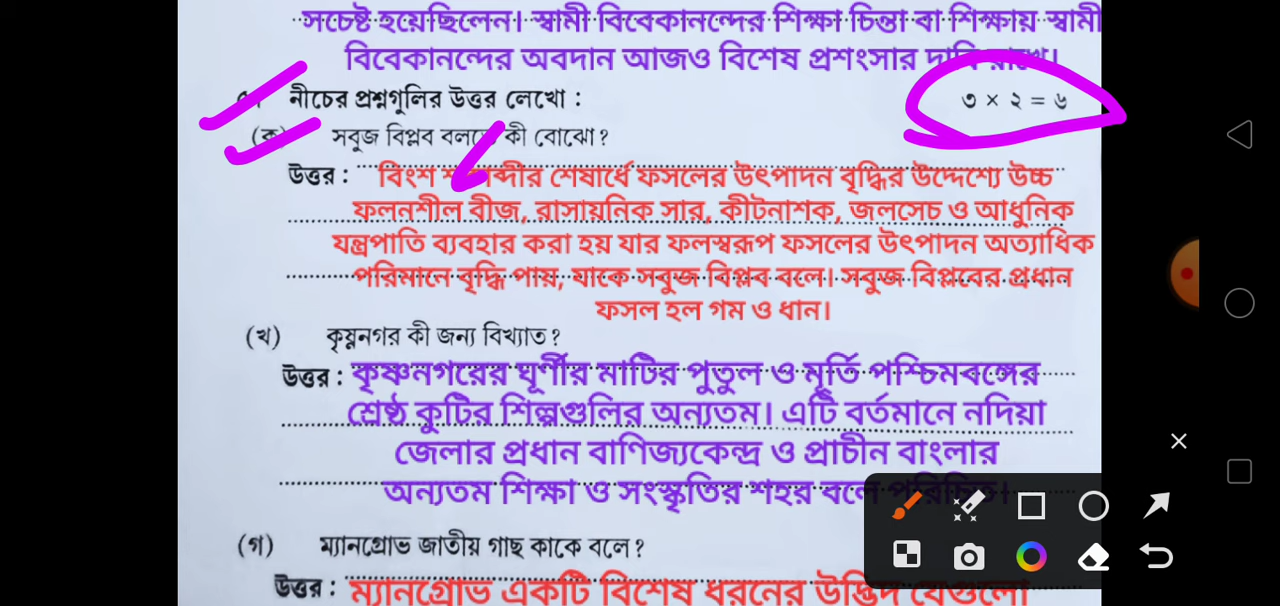 সচেষ্ট হয়েছিলেন। স্বামী বিবেকানন্দের শিক্ষা চিন্তা বা শিক্ষায় স্বামী
বিবেকানন্দের অবদান আজও বিশেষ প্রশংসার দাবি রাখে।
নীচের প্রশ্নগুলির উত্তর লেখো : ৩ × ২ = ৬
(ক) সবুজ বিপ্লব বলতে কী বোঝো?
উত্তর : বিংশ শতাব্দীর শেষার্ধে ফসলের উৎপাদন বৃদ্ধির উদ্দেশ্যে উচ্চ
ফলনশীল বীজ, রাসায়নিক সার, কীটনাশক, জলসেচ ও আধুনিক
যন্ত্রপাতি ব্যবহার করা হয় যার ফলস্বরূপ ফসলের উৎপাদন অত্যাধিক
পরিমানে বৃদ্ধি পায়, যাকে সবুজ বিপ্লব বলে। সবুজ বিপ্লবের প্রধান
ফসল হল গম ও ধান।
(খ) কৃষ্ণনগর কী জন্য বিখ্যাত?
উত্তর : কৃষ্ণনগরের ঘূর্ণীর মাটির পুতুল ও মূর্তি পশ্চিমবঙ্গের
শ্রেষ্ঠ কুটির শিল্পগুলির অন্যতম। এটি বর্তমানে নদিয়া
জেলার প্রধান বাণিজ্যকেন্দ্র ও প্রাচীন বাংলার
অন্যতম শিক্ষা ও সংস্কৃতির শহর বলে পরিচিত।
(গ) ম্যানগ্রোভ জাতীয় গাছ কাকে বলে?
উত্তর : ম্যানগ্রোভ একটি বিশেষ ধরনের উদ্ভিদ যেগুলো